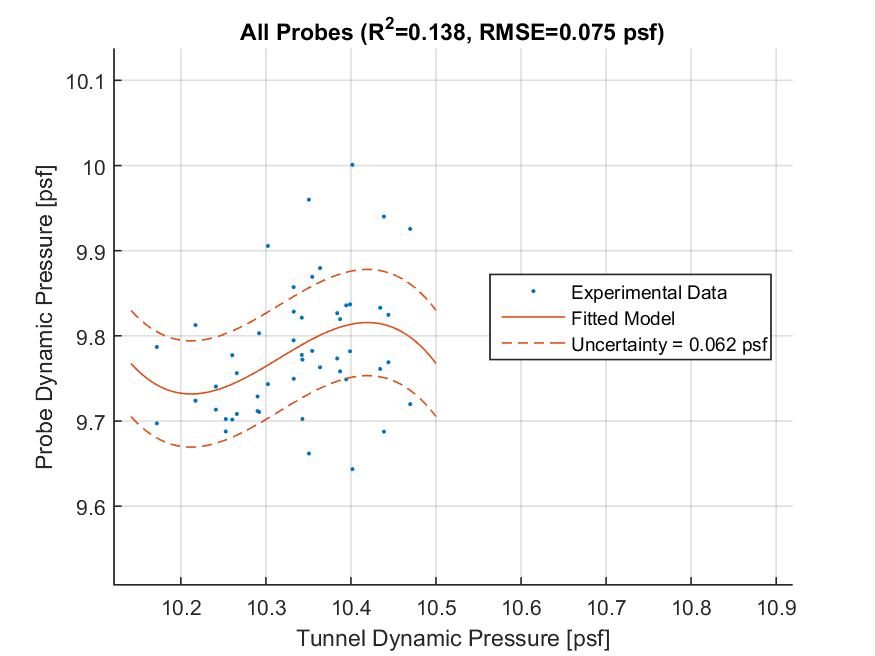 All Probes (R²=0.138, RMSE=0.075 psf)
Probe Dynamic Pressure [psf]
10.1
10
9.9
9.8
9.7
9.6
Experimental Data
Fitted Model
Uncertainty = 0.062 psf
10.2 10.3 10.4 10.5 10.6 10.7 10.8 10.9
Tunnel Dynamic Pressure [psf]